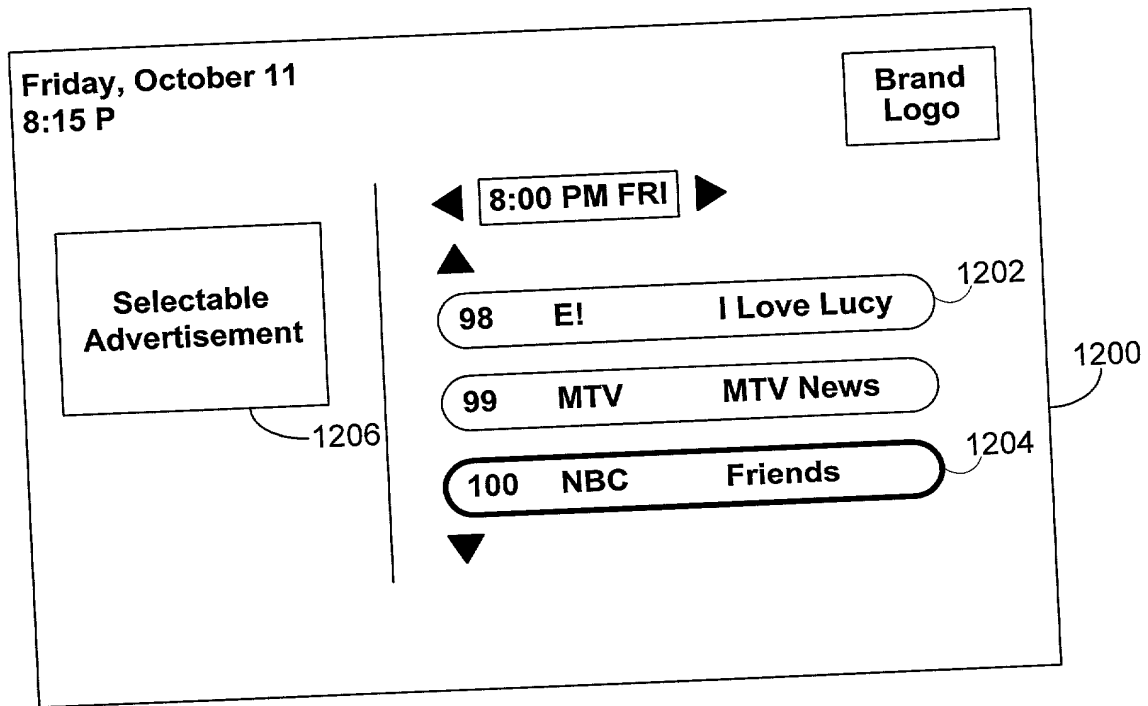 Friday, October 11
8:15 P
Brand
Logo
8:00 PM FRI
Selectable
Advertisement
98 E! I Love Lucy
99 MTV MTV News
100 NBC Friends
1202
1200
1206
1204